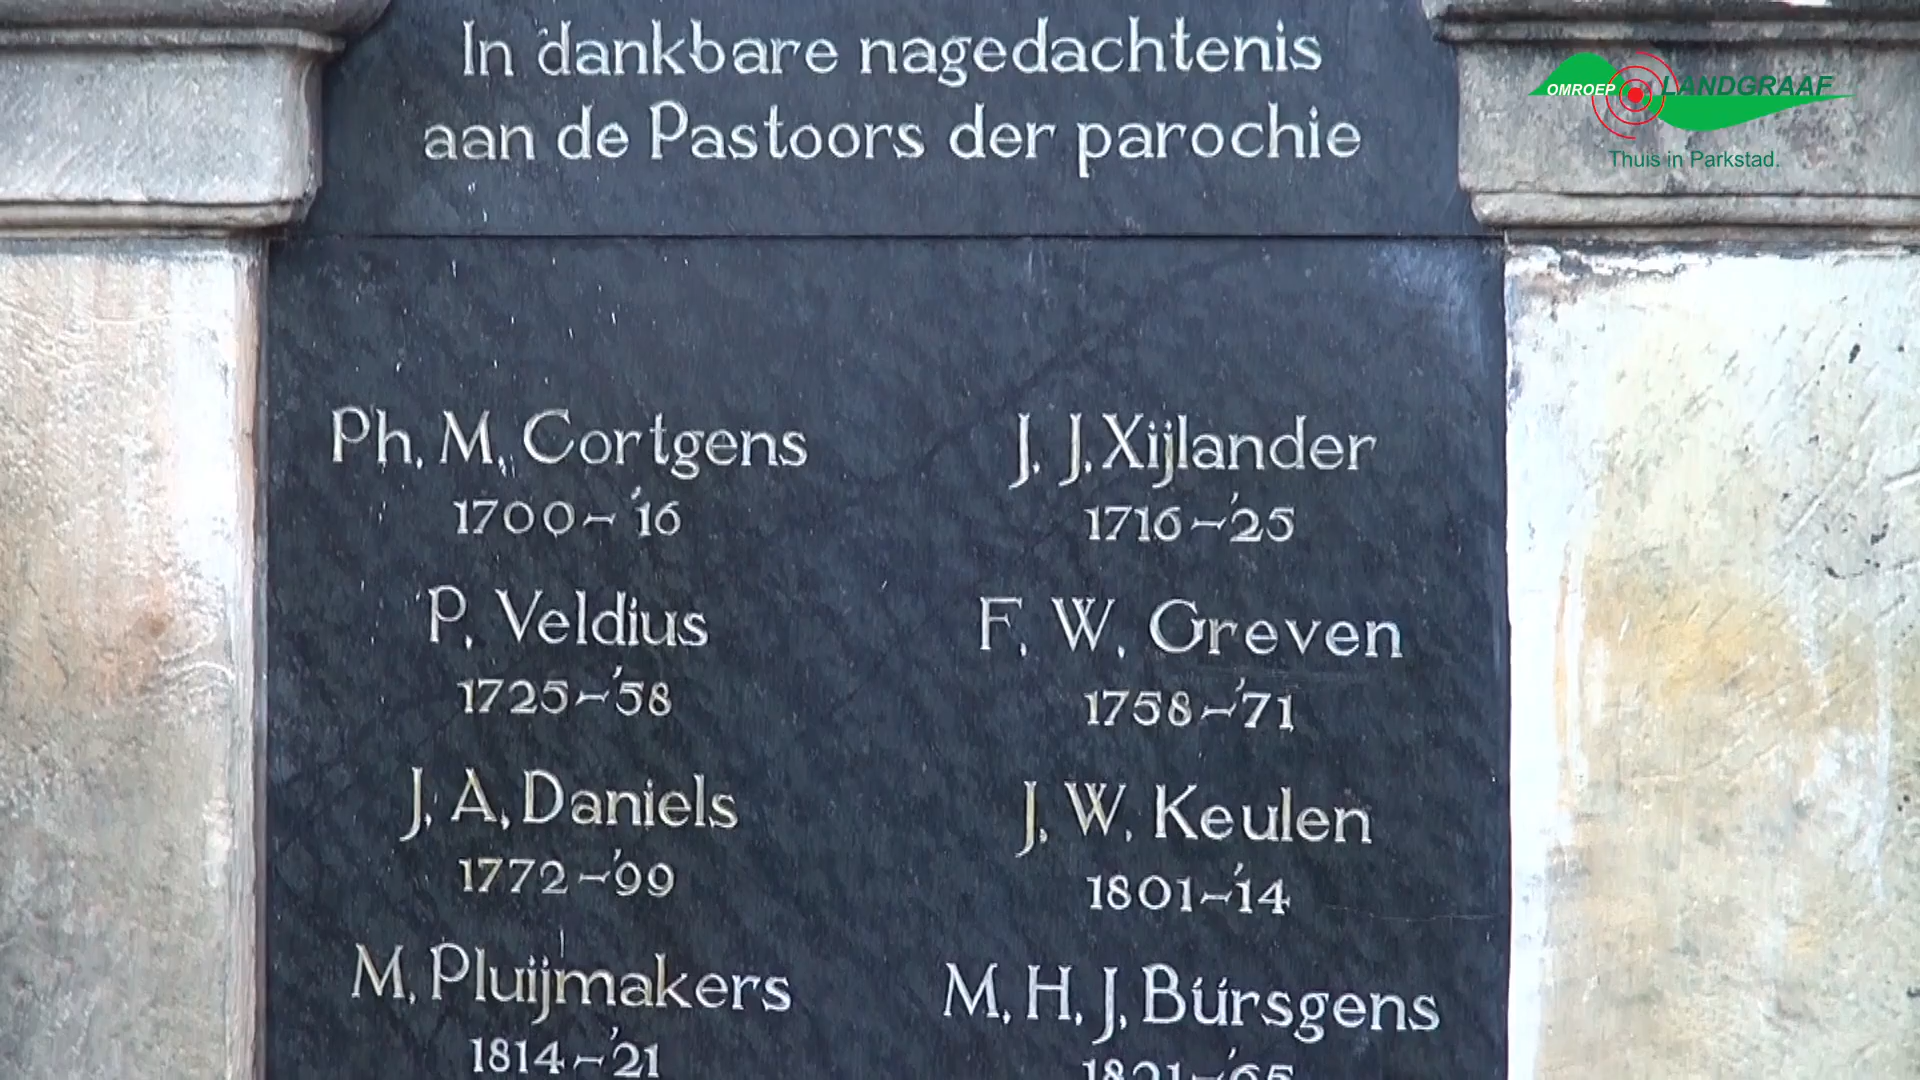 In dankbare nagedachtenis
aan de Pastoors der parochie
OMROEP LANDGRAAF
Thuis in Parkstad.
Ph. M. Cortgens
1700-'16
J. J. Xijlander
1716-'25
P. Veldius
1725-'58
F. W. Greven
1758-'71
J. A. Daniels
1772-'99
J. W. Keulen
1801-'14
M. Pluijmakers
1814-'21
M. H. J. Bürsgens
1821-'65